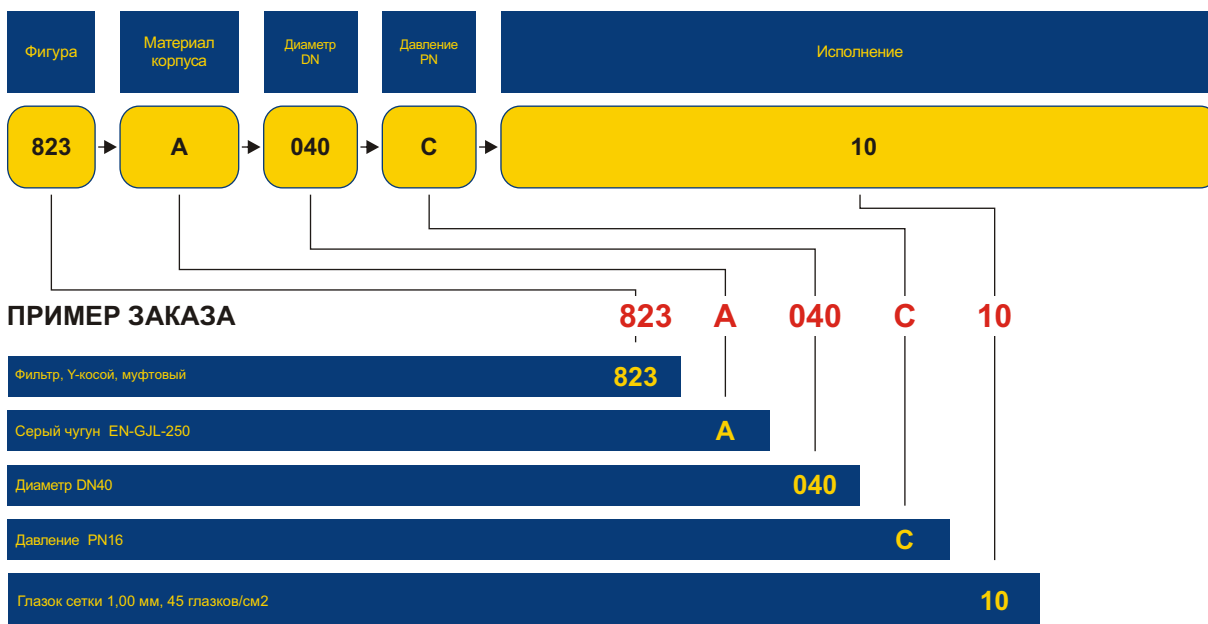 Фигура
Материал
корпуса
Диаметр
DN
Давление
PN
Исполнение
823
A
040
C
10
ПРИМЕР ЗАКАЗА
823 A 040 C 10
Фильтр, Y-косой, муфтовый 823
Серый чугун EN-GJL-250 A
Диаметр DN40 040
Давление PN16 C
Глазок сетки 1,00 мм, 45 глазков/см2 10